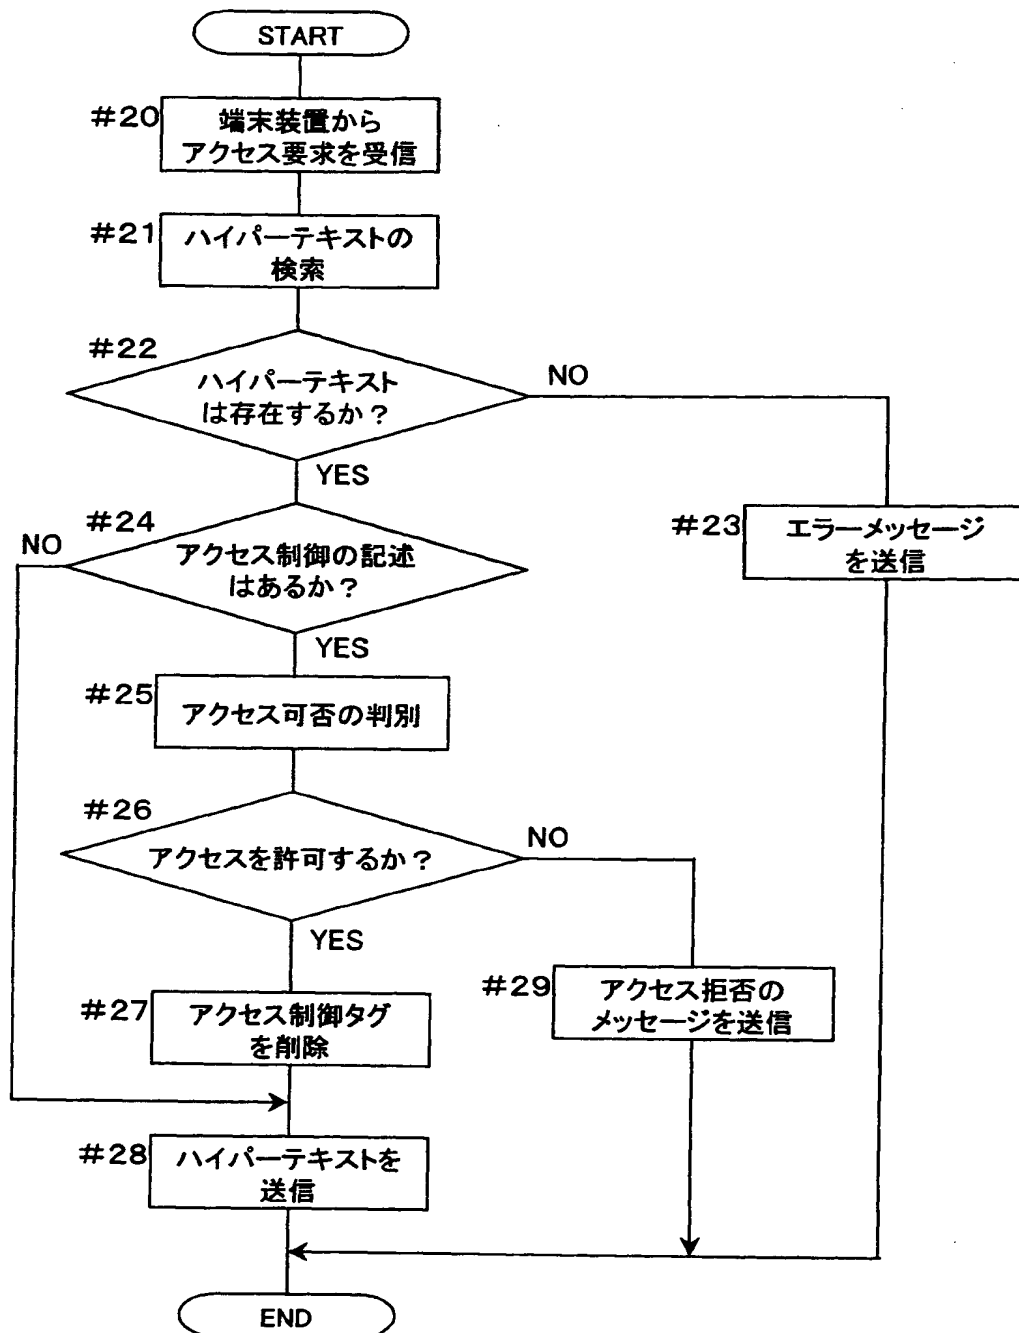 START
#20
端末装置から
アクセス要求を受信
#21
ハイパーテキストの
検索
#22
ハイパーテキスト
は存在するか?
NO
YES
#23
エラーメッセージ
を送信
#24
アクセス制御の記述
はあるか?
NO
YES
#25
アクセス可否の判別
#26
アクセスを許可するか?
NO
YES
#29
アクセス拒否の
メッセージを送信
#27
アクセス制御タグ
を削除
#28
ハイパーテキストを
送信
END